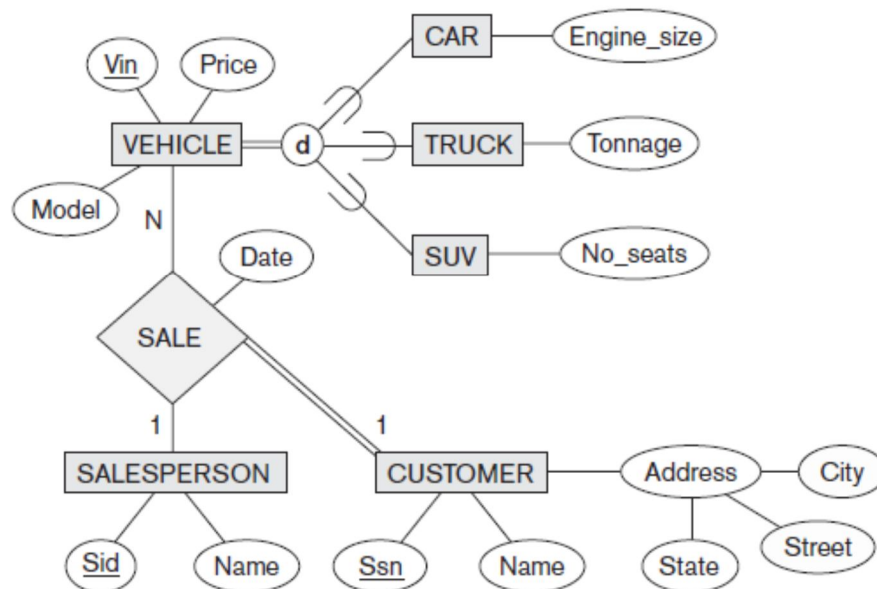 CAR
Engine_size
Vin
Price
VEHICLE
d
TRUCK
Tonnage
Model
N
Date
SUV
No_seats
SALE
1
1
SALESPERSON
CUSTOMER
Address
City
Sid
Name
Ssn
Name
State
Street